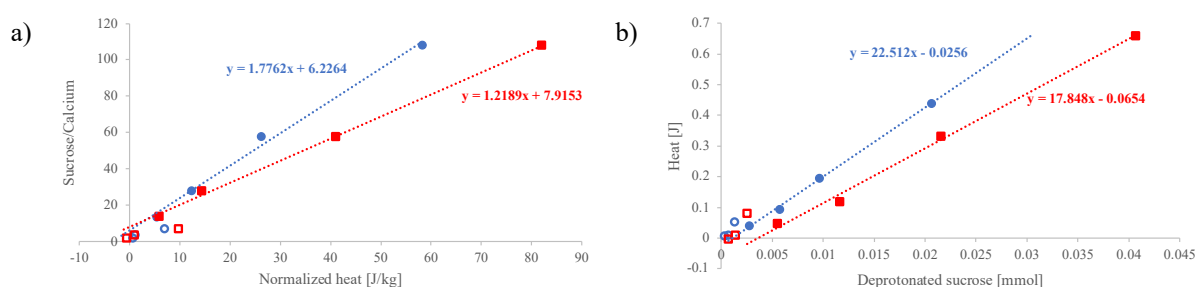 a)
Sucrose/Calcium
120
100
80
60
40
20
0
y = 1.7762x + 6.2264
y = 1.2189x + 7.9153
-10 0 10 20 30 40 50 60 70 80 90
Normalized heat [J/kg]
b)
Heat [J]
0.7
0.6
0.5
0.4
0.3
0.2
0.1
0
-0.1
y = 22.512x - 0.0256
y = 17.848x - 0.0654
0 0.005 0.01 0.015 0.02 0.025 0.03 0.035 0.04 0.045
Deprotonated sucrose [mmol]